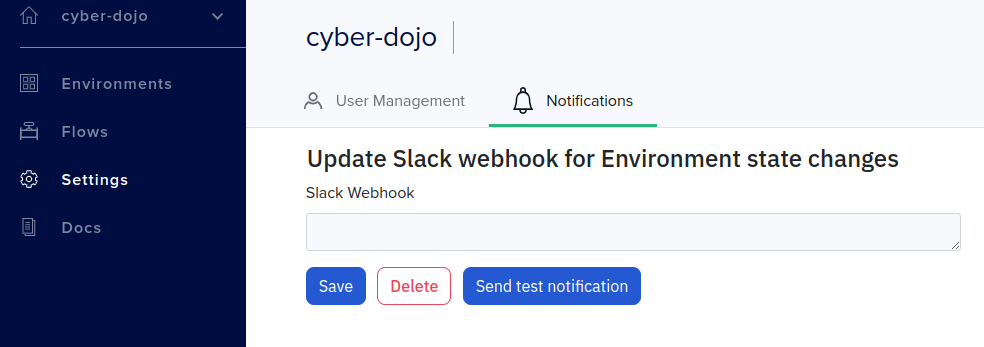 cyber-dojo
Environments
Flows
Settings
Docs
cyber-dojo
User Management
Notifications
Update Slack webhook for Environment state changes
Slack Webhook
Save
Delete
Send test notification